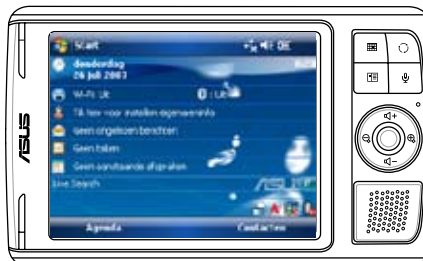 Start
donderdag
26 juli 2007
Wi-Fi: Uit
: Uit
Tik hier voor instellen eigenaarsinfo
Geen ongelezen berichten
Geen taken
Geen aanstaande afspraken
Live Search
Agenda
Contacten
ASUS